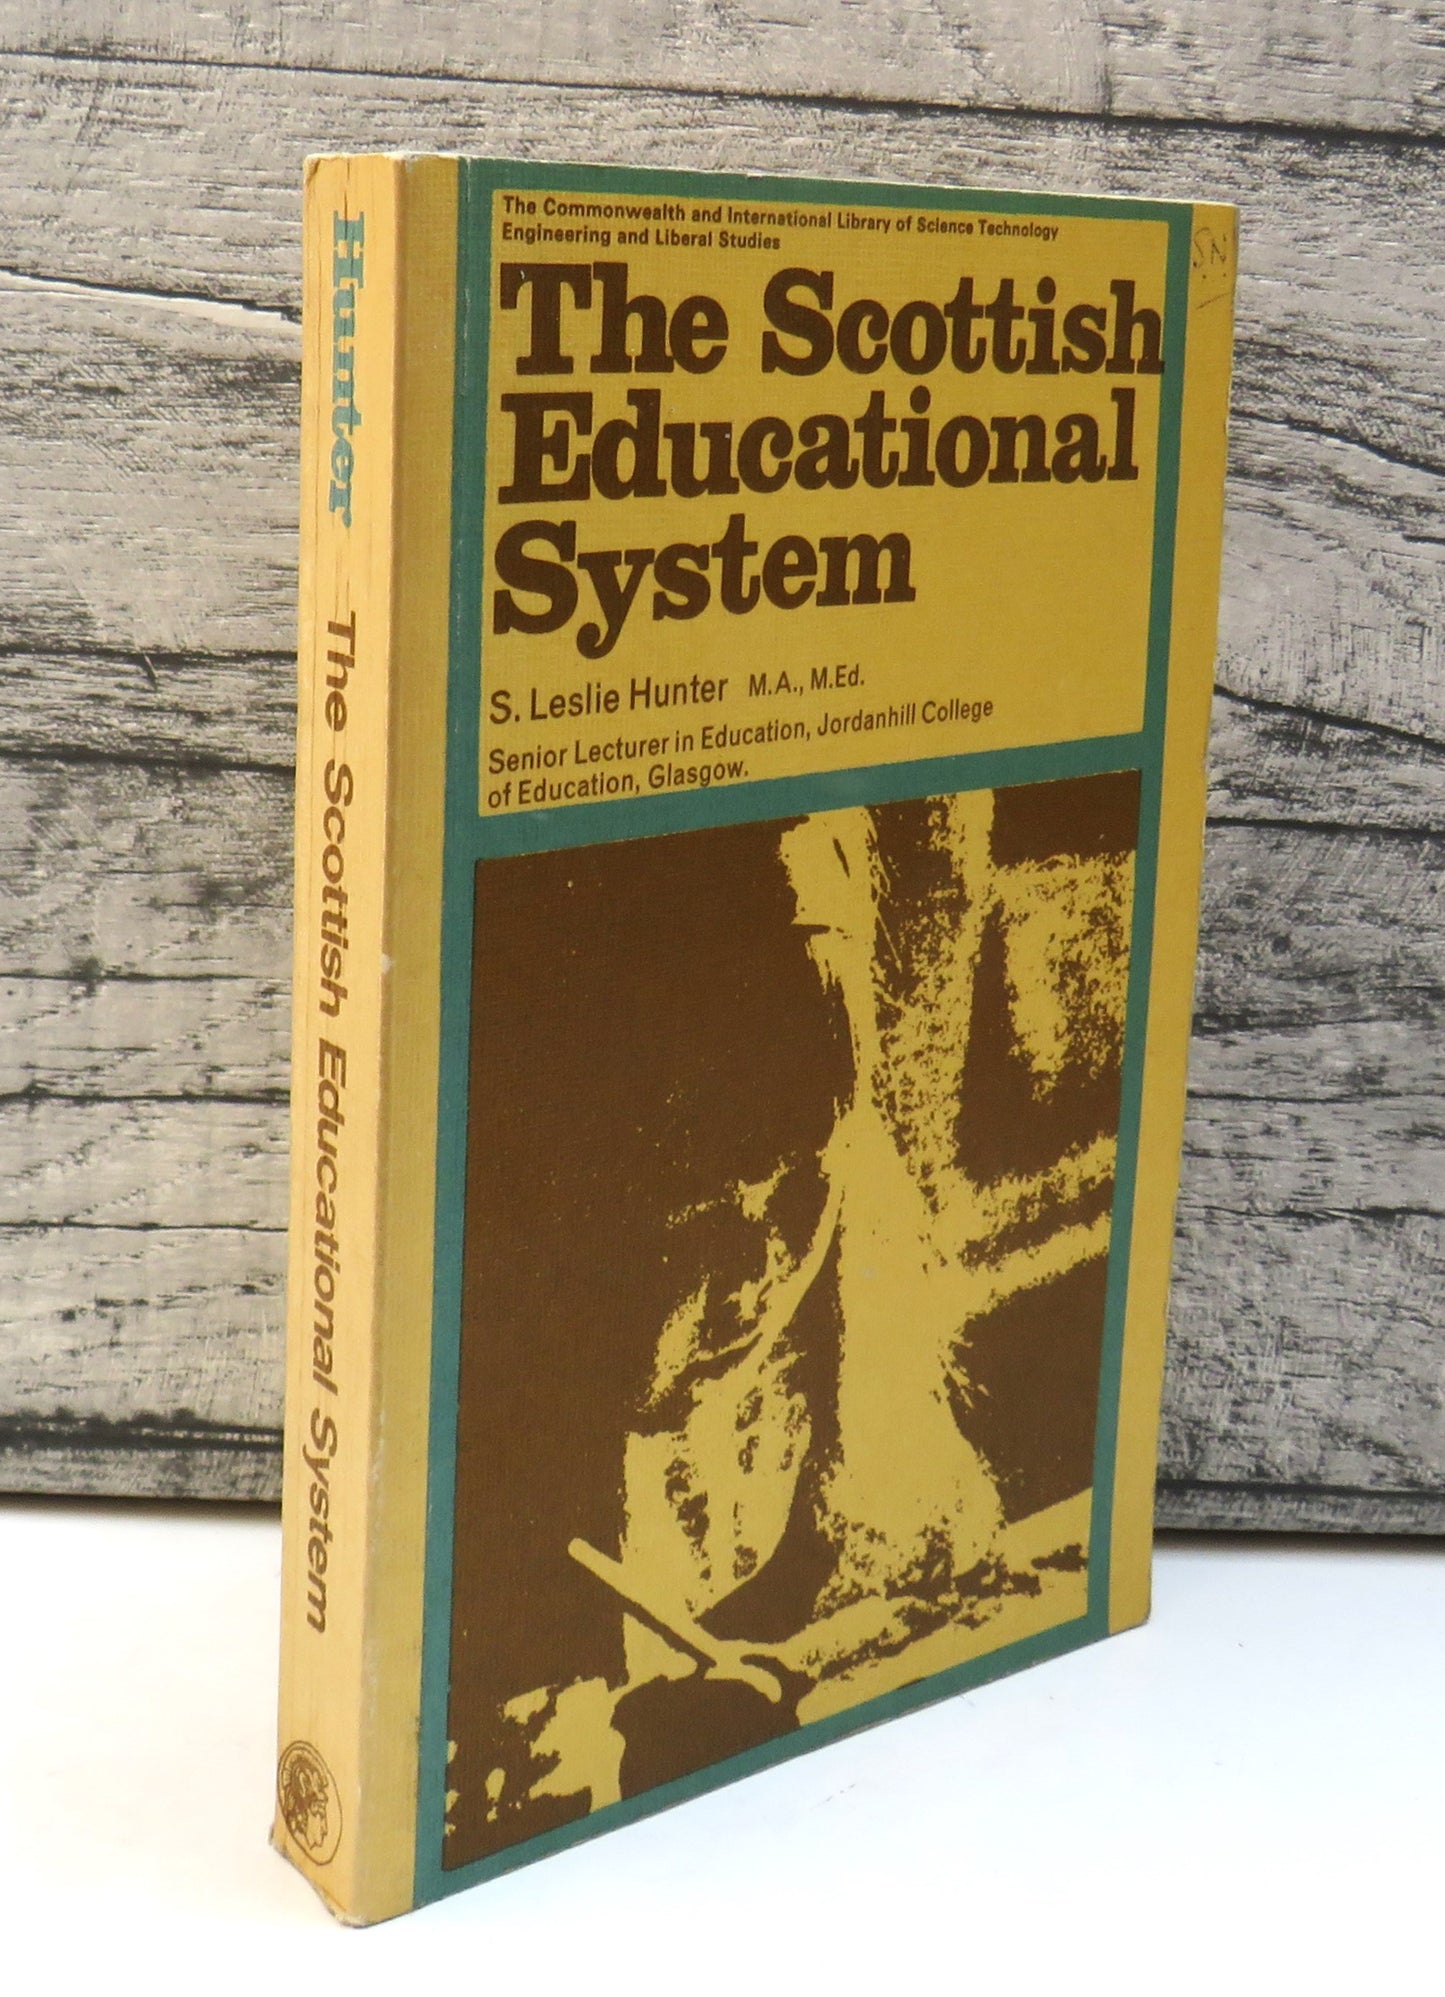 The Commonwealth and International Library of Science Technology
Engineering and Liberal Studies
The Scottish
Educational
System
S. Leslie Hunter M.A., M.Ed.
Senior Lecturer in Education, Jordanhill College
of Education, Glasgow.
Hunter The Scottish Educational System